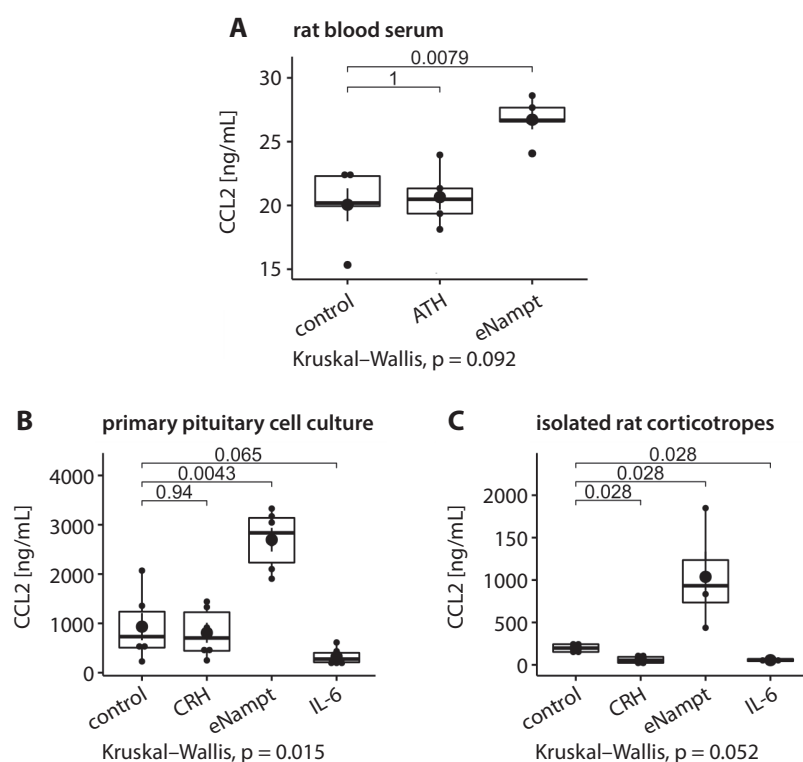 A rat blood serum
0.0079
1
30
25
20
15
CCL2 [ng/mL]
control ATH eNampt
Kruskal–Wallis, p = 0.092
B primary pituitary cell culture
0.065
0.0043
0.94
4000
3000
2000
1000
0
CCL2 [ng/mL]
control CRH eNampt IL-6
Kruskal–Wallis, p = 0.015
C isolated rat corticotropes
0.028
0.028
0.028
2000
150
1000
500
0
CCL2 [ng/mL]
control CRH eNampt IL-6
Kruskal–Wallis, p = 0.052